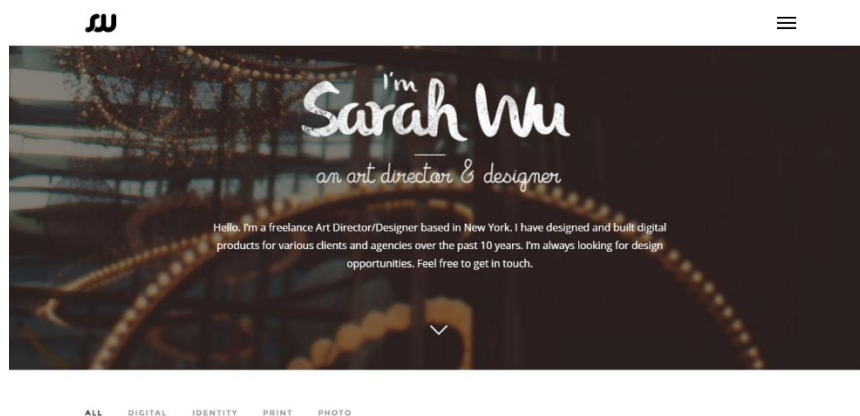 SW
I'm
Sarah Wu
an art director & designer
Hello. I'm a freelance Art Director/Designer based in New York. I have designed and built digital
products for various clients and agencies over the past 10 years. I'm always looking for design
opportunities. Feel free to get in touch.
ALL DIGITAL IDENTITY PRINT PHOTO